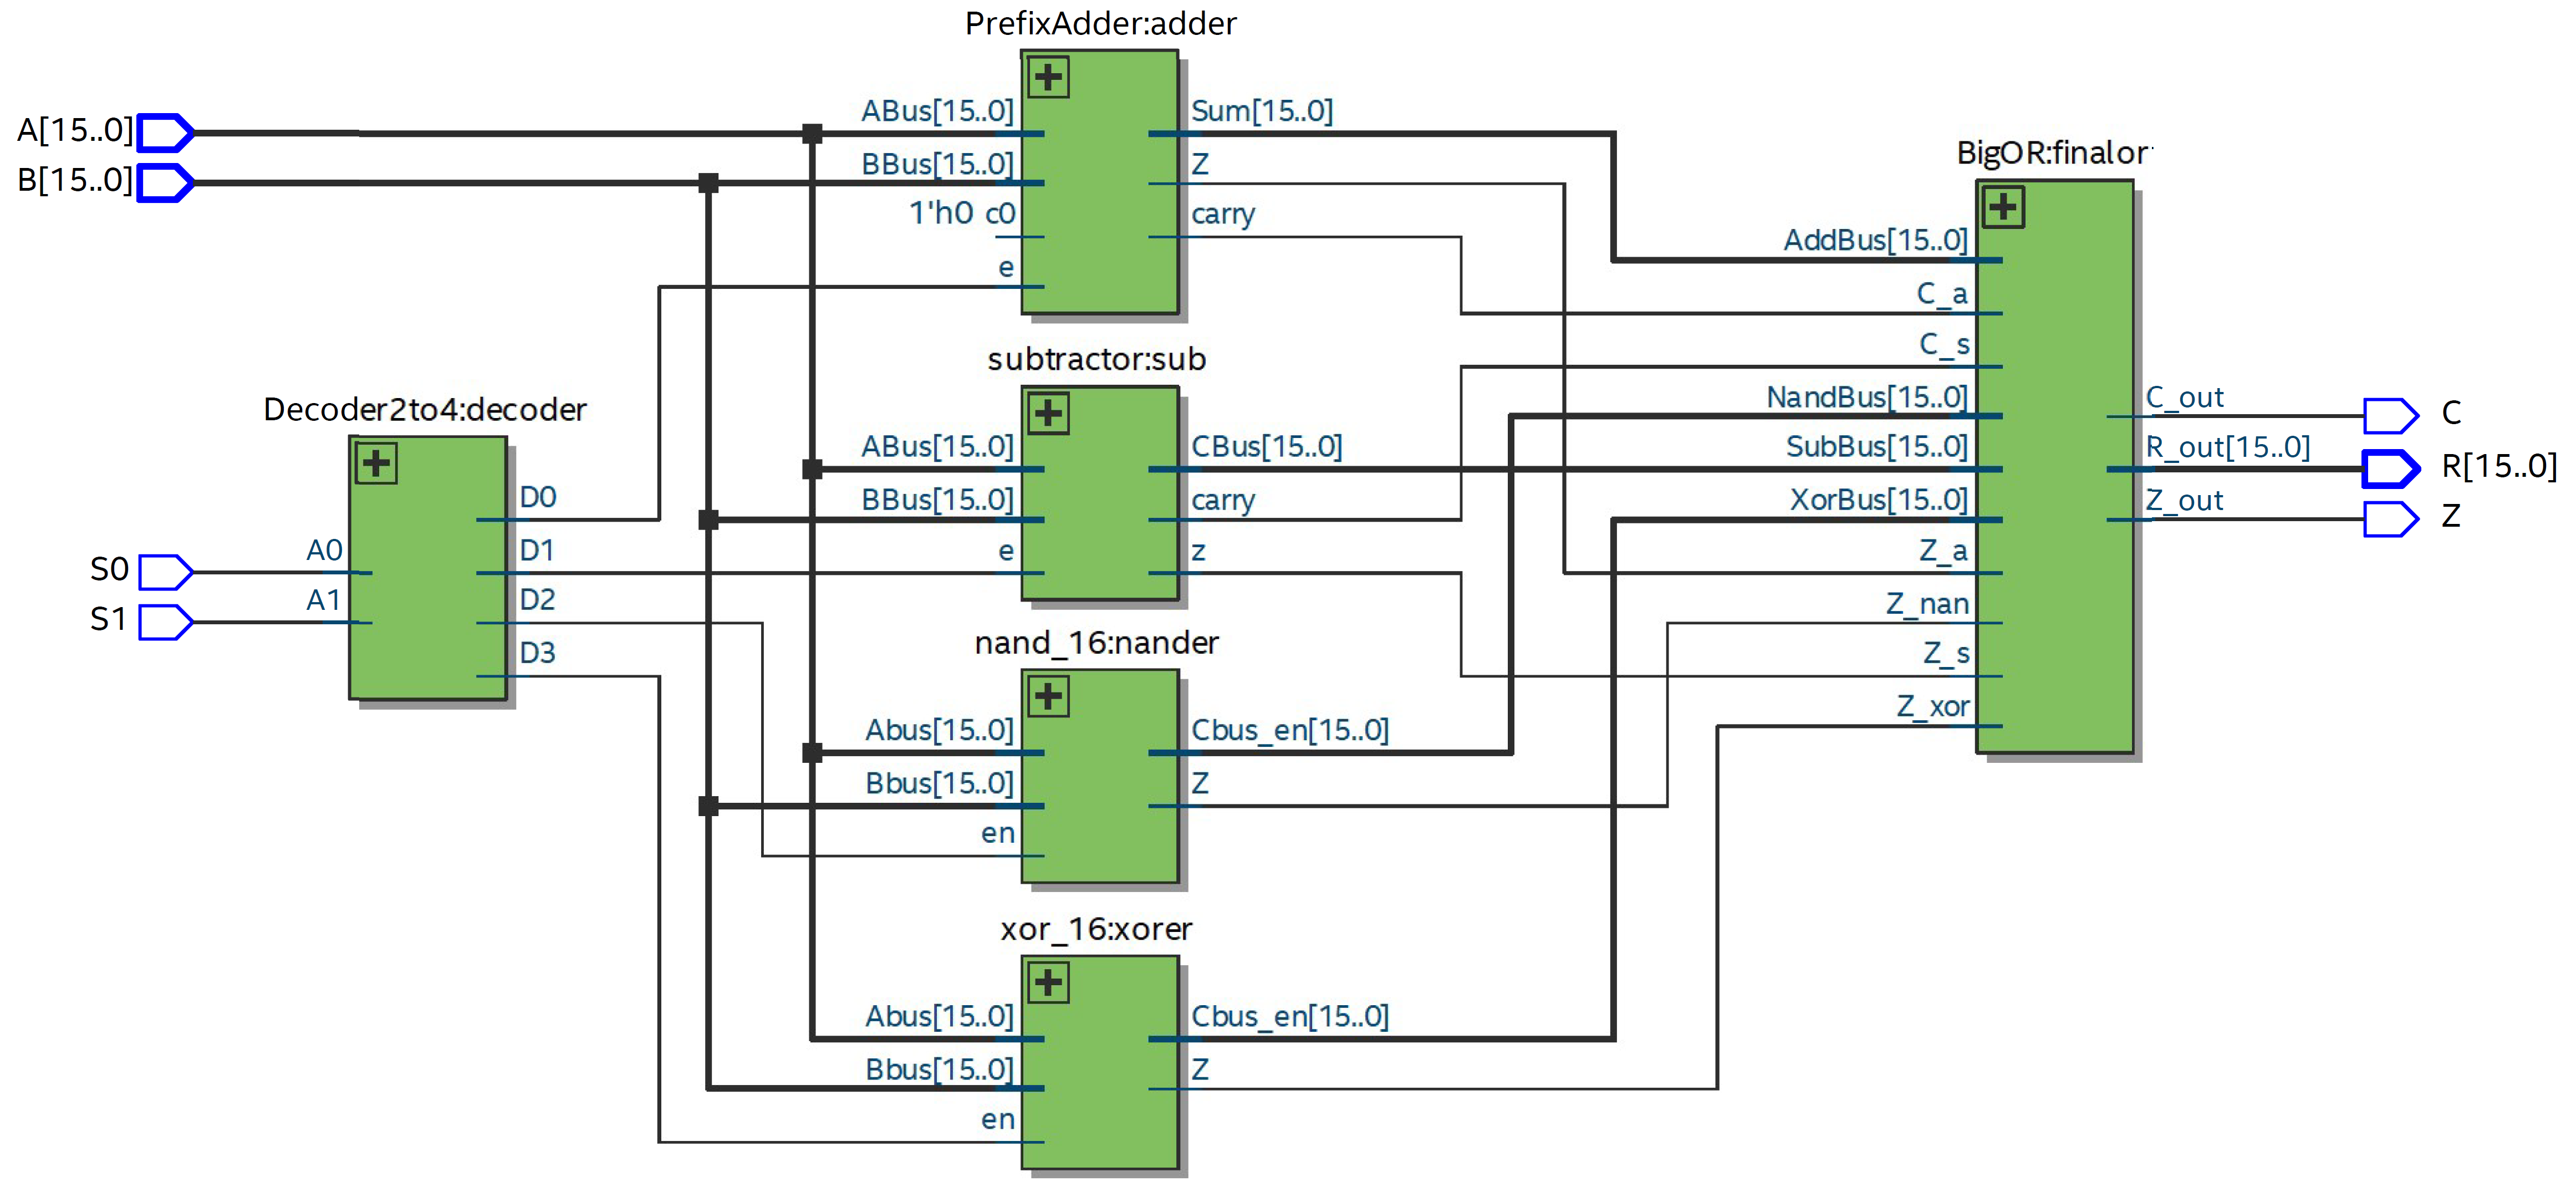 PrefixAdder:adder
A[15..0]
B[15..0]
ABus[15..0]
BBus[15..0]
1'h0 c0
e
Sum[15..0]
Z
carry
subtractor:sub
ABus[15..0]
BBus[15..0]
e
CBus[15..0]
carry
z
Decoder2to4:decoder
S0
S1
A0
A1
D0
D1
D2
D3
nand_16:nander
Abus[15..0]
Bbus[15..0]
en
Cbus_en[15..0]
Z
xor_16:xorer
Abus[15..0]
Bbus[15..0]
en
Cbus_en[15..0]
Z
BigOR:finalor
AddBus[15..0]
C_a
C_s
NandBus[15..0]
SubBus[15..0]
XorBus[15..0]
Z_a
Z_nan
Z_s
Z_xor
C_out
R_out[15..0]
Z_out
C
R[15..0]
Z